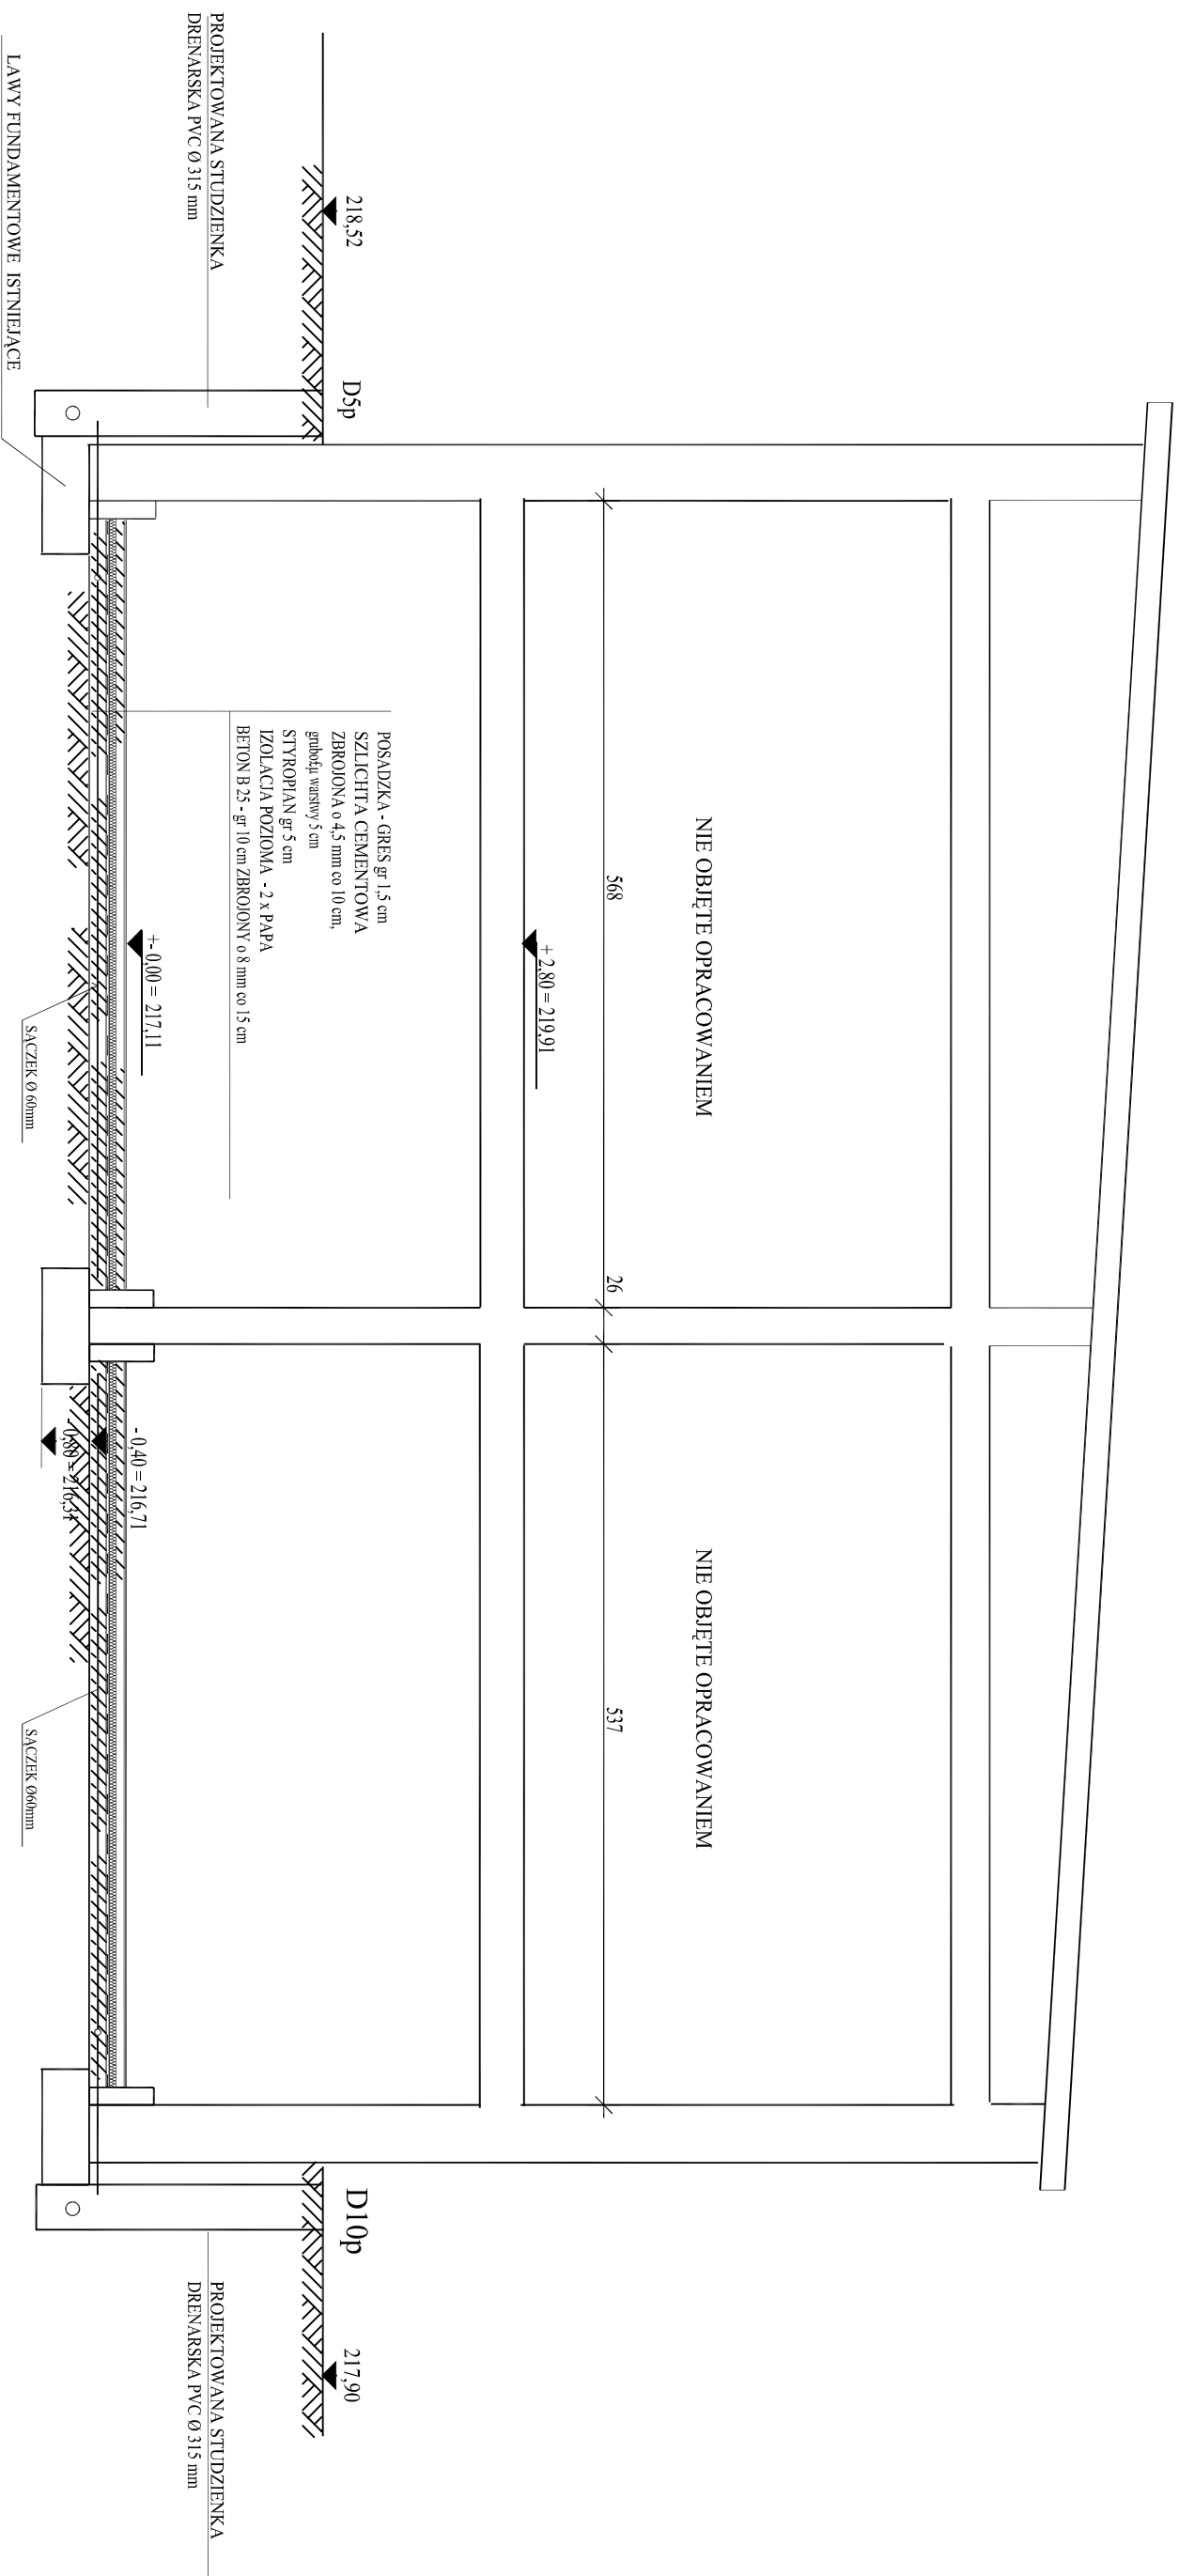 NIE OBJĘTE OPRACOWANIEM
NIE OBJĘTE OPRACOWANIEM
568
26
537
+ 2,80 = 219,91
POSADZKA - GRES gr 1,5 cm
SZLICHTA CEMENTOWA
ZBROJONA o 4,5 mm co 10 cm,
warstwy 5 cm
STYROPIAN gr 5 cm
IZOLACJA POZIOMA - 2 x PAPA
BETON B 25 - gr 10 cm ZBROJONY o 8 mm co 15 cm
218,52
D5p
D10p
217,90
PROJEKTOWANA STUDZIENKA
DRENARSKA PVC Ø 315 mm
PROJEKTOWANA STUDZIENKA
DRENARSKA PVC Ø 315 mm
+- 0,00 = 217,11
- 0,40 = 216,71
- 0,80 = 216,31
SĄCZEK Ø 60mm
SĄCZEK Ø60mm
LAWY FUNDAMENTOWE ISTNIEJĄCE